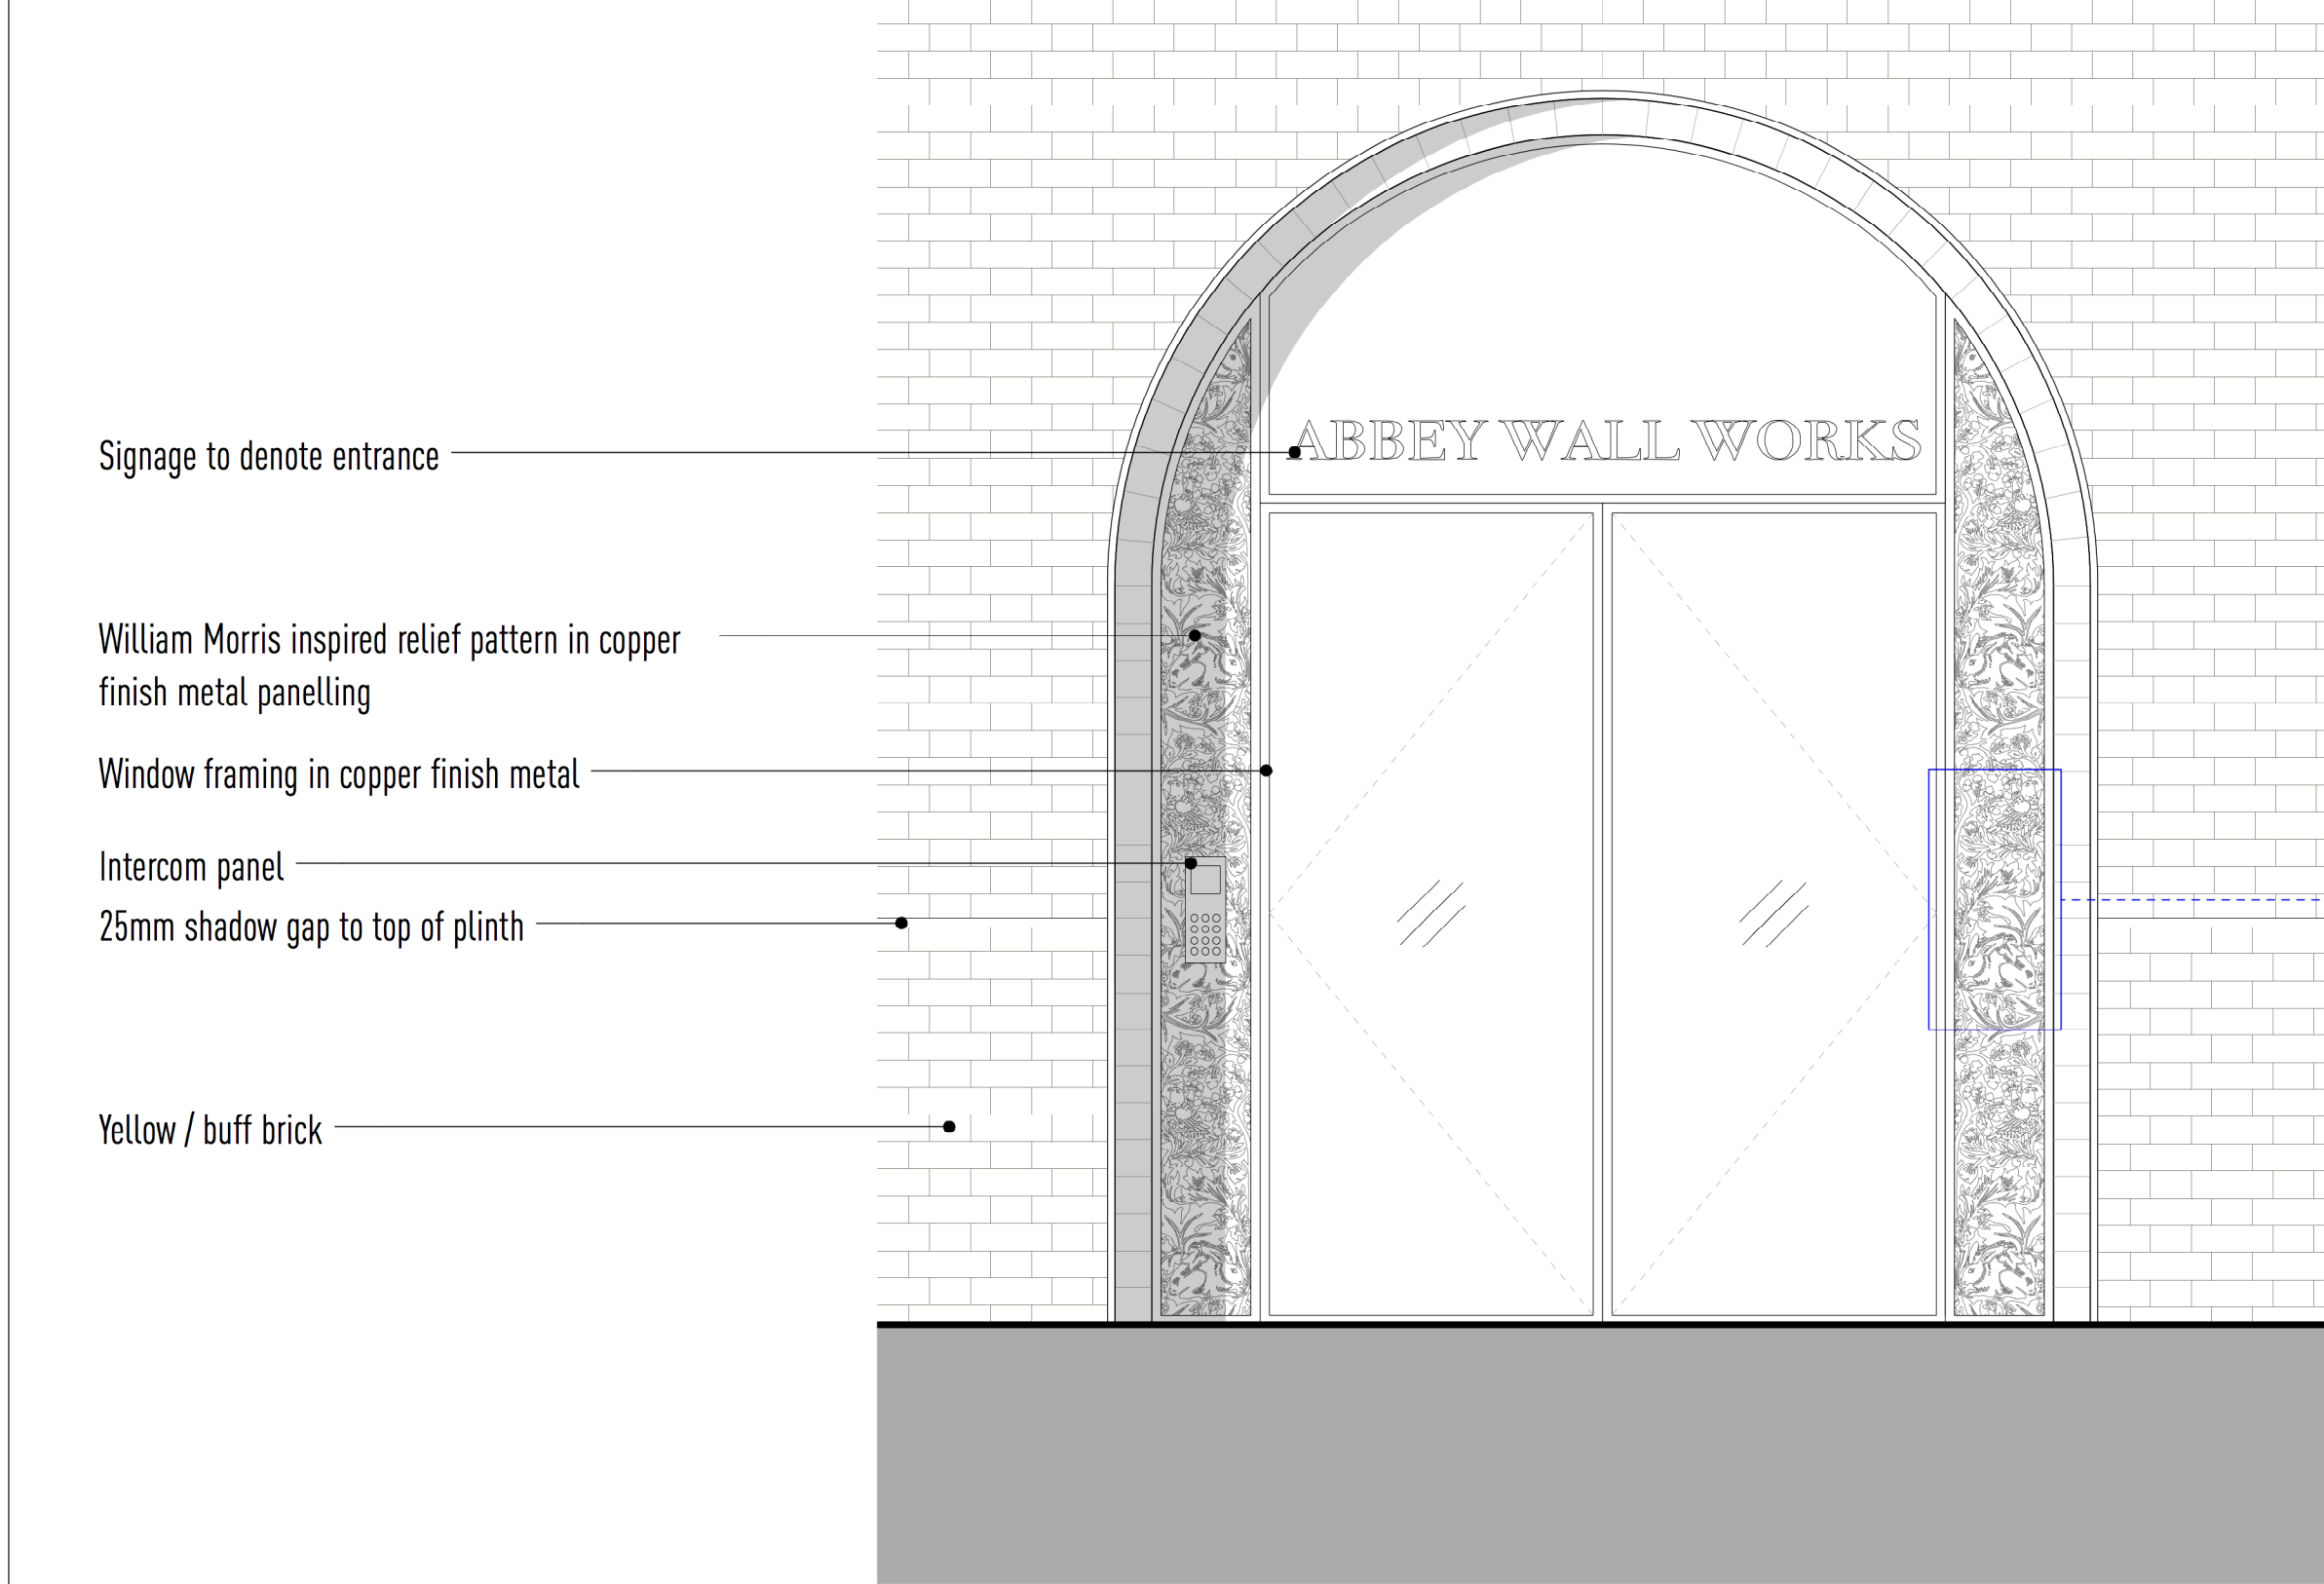 ABBEY WALL WORKS
Signage to denote entrance
William Morris inspired relief pattern in copper
finish metal panelling
Window framing in copper finish metal
Intercom panel
25mm shadow gap to top of plinth
Yellow / buff brick